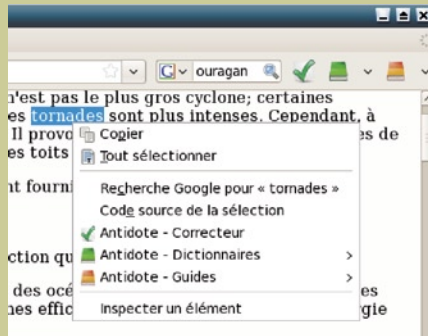 ouragan
n'est pas le plus gros cyclone; certaines
es tornades sont plus intenses. Cependant, à
Il provo
es de
es toits
nt fourni
ction qu
des océ
es
nes effic
rgie
Copier
Tout sélectionner
Recherche Google pour « tornades »
Code source de la sélection
Antidote - Correcteur
Antidote - Dictionnaires
Antidote - Guides
Inspecter un élément